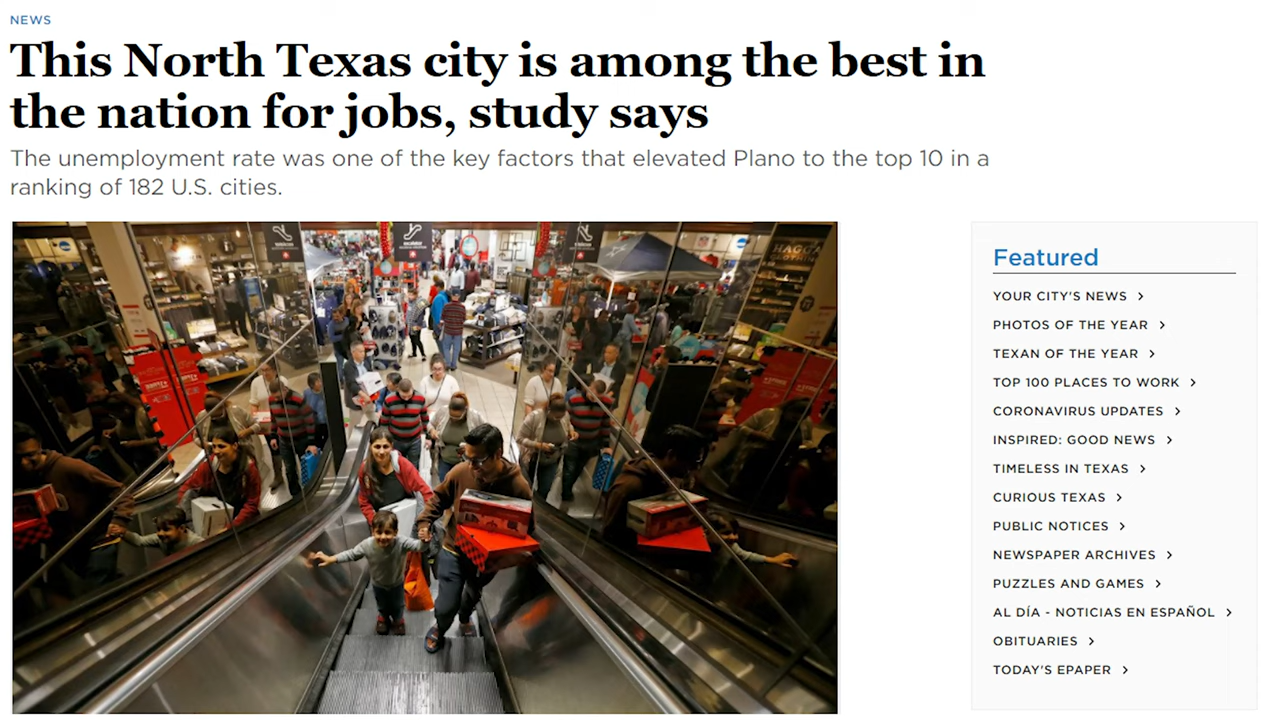 NEWS
This North Texas city is among the best in
the nation for jobs, study says
The unemployment rate was one of the key factors that elevated Plano to the top 10 in a
ranking of 182 U.S. cities.
HAGGAR
Featured
YOUR CITY'S NEWS >
PHOTOS OF THE YEAR >
TEXAN OF THE YEAR >
TOP 100 PLACES TO WORK >
CORONAVIRUS UPDATES >
INSPIRED: GOOD NEWS >
TIMELESS IN TEXAS >
CURIOUS TEXAS >
PUBLIC NOTICES >
NEWSPAPER ARCHIVES >
PUZZLES AND GAMES >
AL DÍA - NOTICIAS EN ESPAÑOL >
OBITUARIES >
TODAY'S EPAPER >